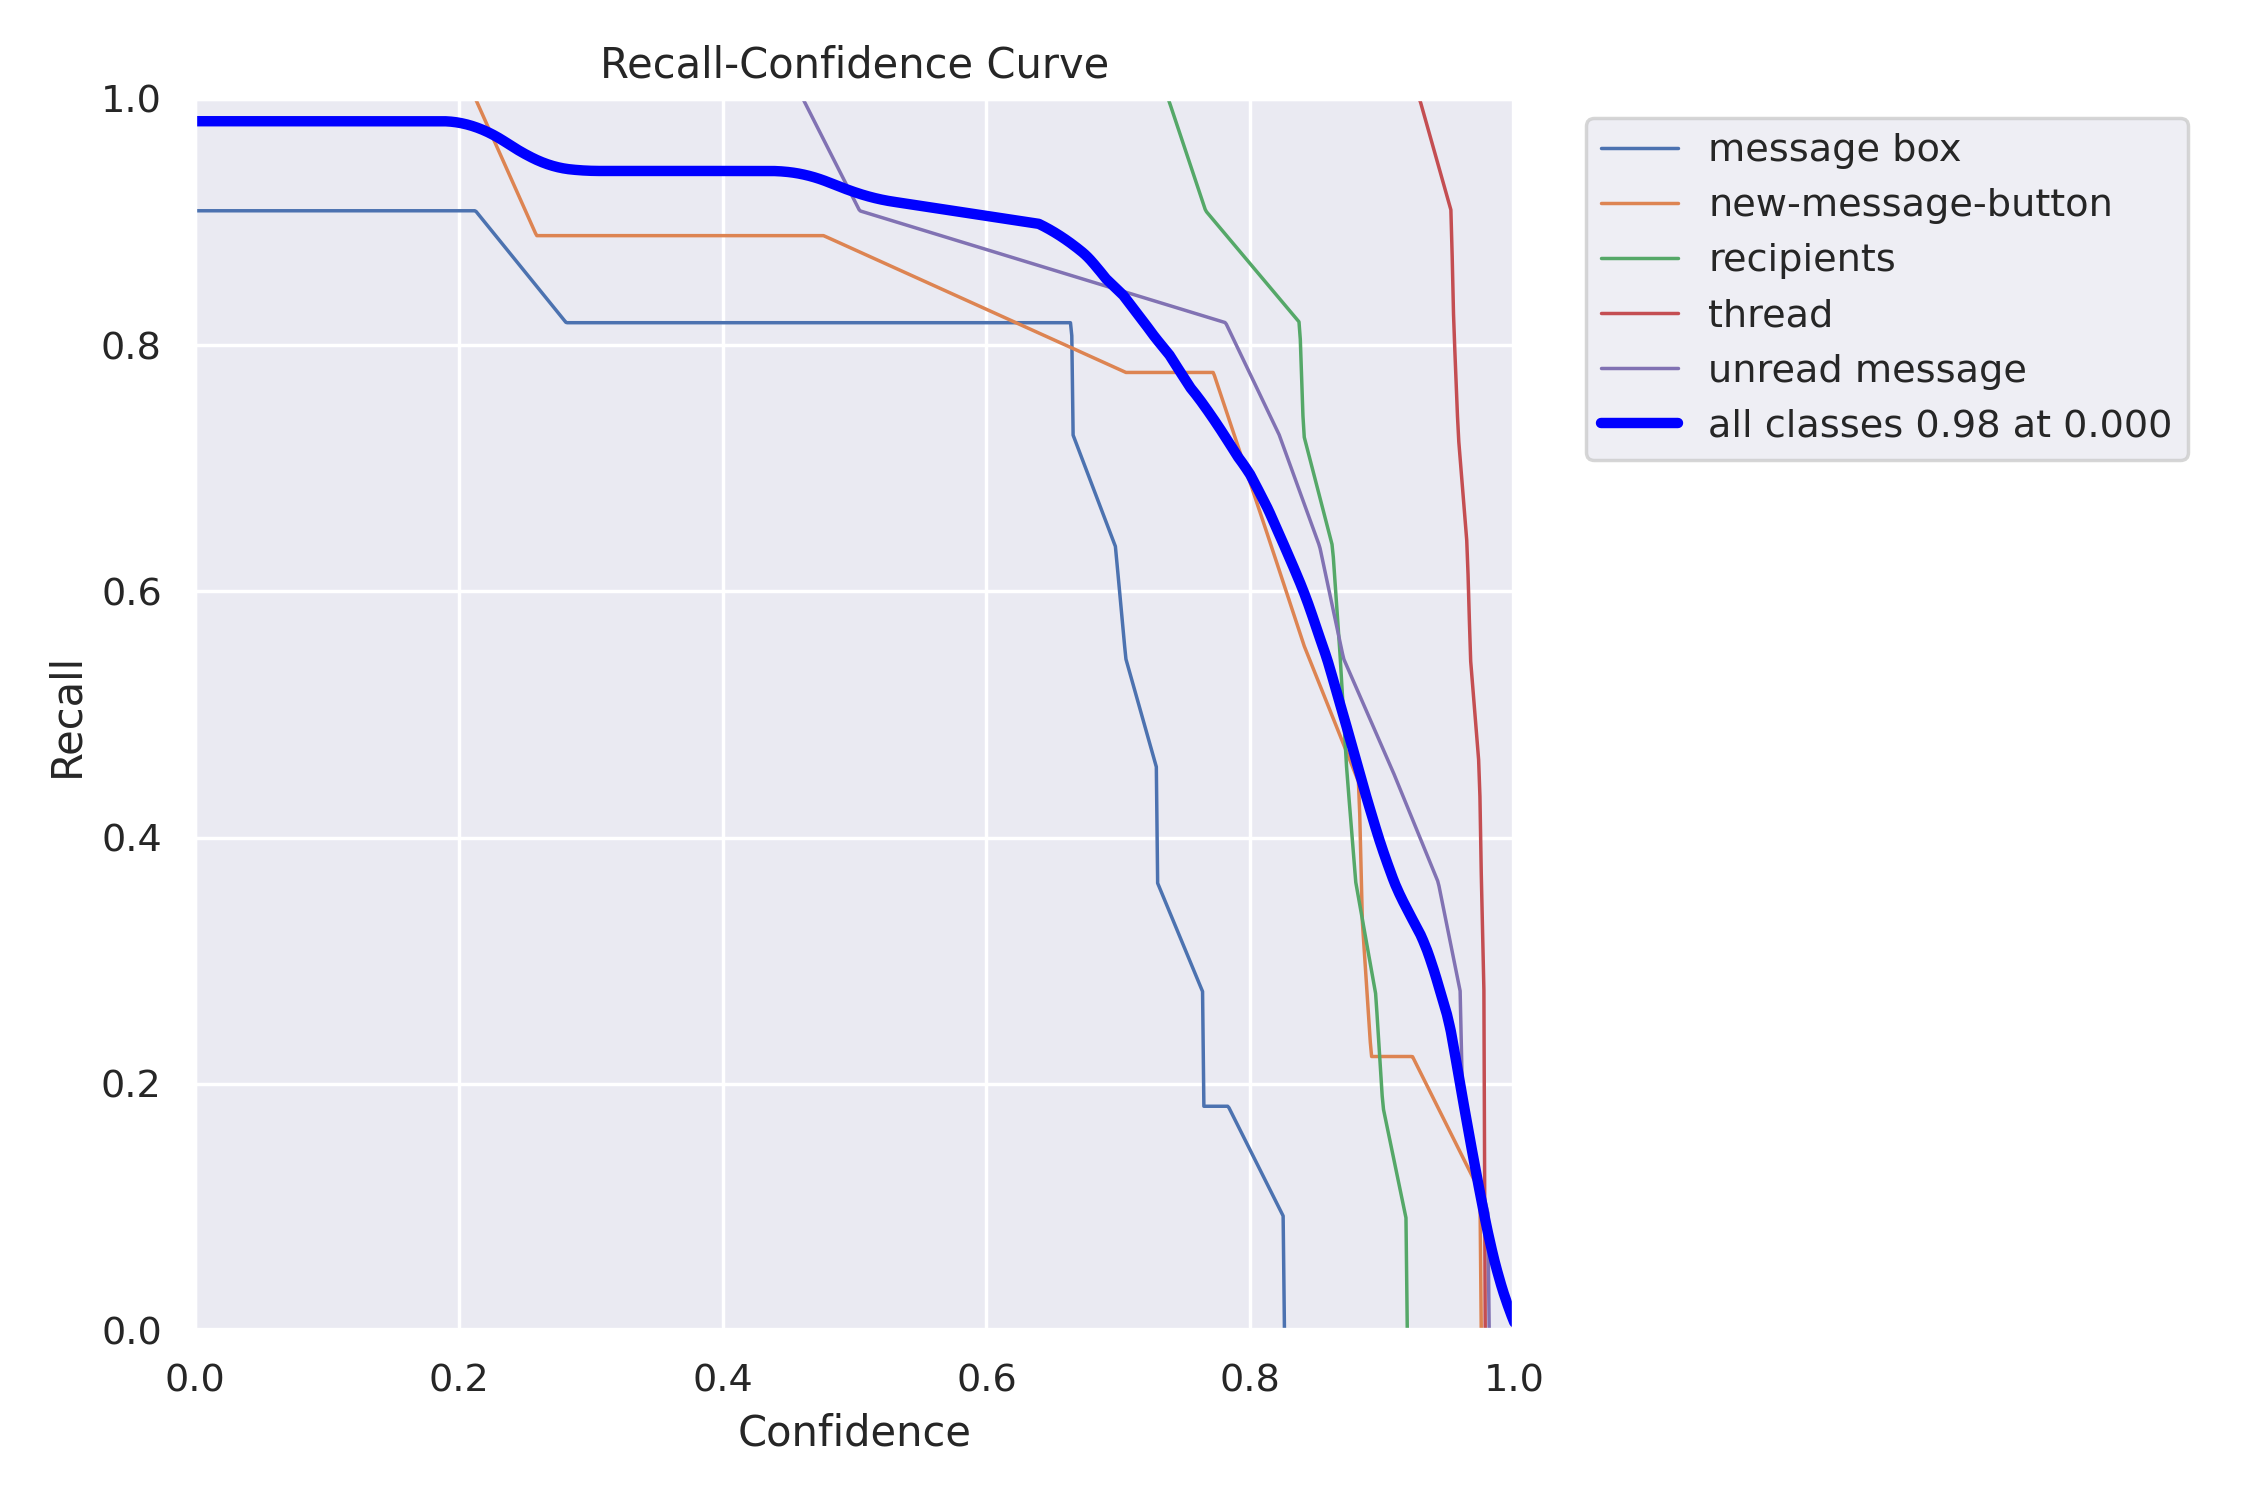 Recall-Confidence Curve
1.0
0.8
0.6
0.4
0.2
0.0
Recall
0.0 0.2 0.4 0.6 0.8 1.0
Confidence
message box
new-message-button
recipients
thread
unread message
all classes 0.98 at 0.000